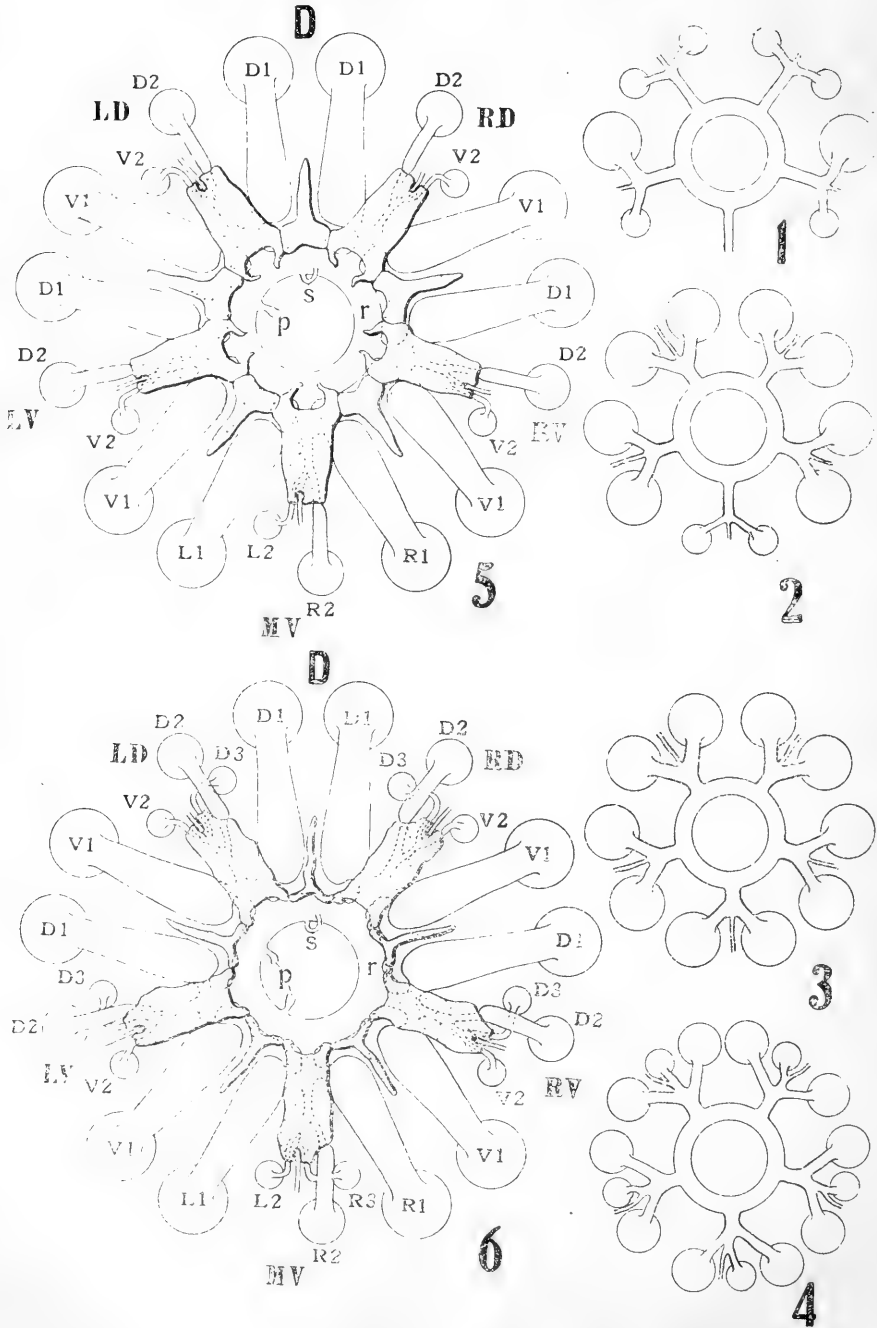 D
D1 D1
D2 D2
LD RD
V2 V2
V1 V1
s
D1 p r D1
D2 D2
LV RV
V2 V2
V1 V1
L1 L2 R1
R2
MV
5
1
2
D
D1 D1
D2 D2
LD D3 D3 RD
V2 V2
V1 V1
s
D1 p r D1
D3 D3
D2 D2
LV V2 V2 RV
V1 V1
L1 L2 R3 R1
R2
MV
6
3
4